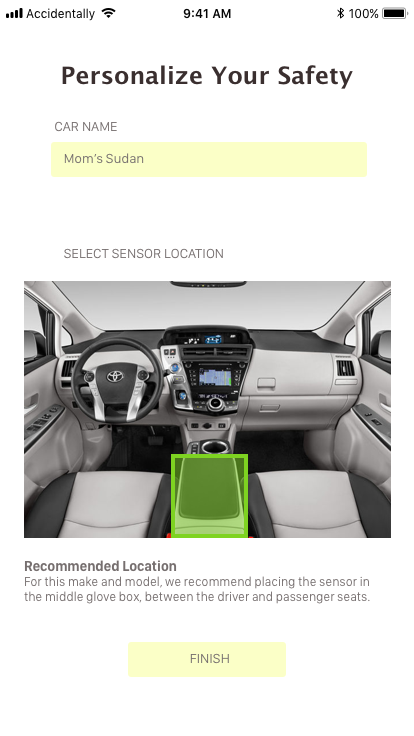 Accidentally
9:41 AM
100%
Personalize Your Safety
CAR NAME
Mom's Sudan
SELECT SENSOR LOCATION
Recommended Location
For this make and model, we recommend placing the sensor in
the middle glove box, between the driver and passenger seats.
FINISH